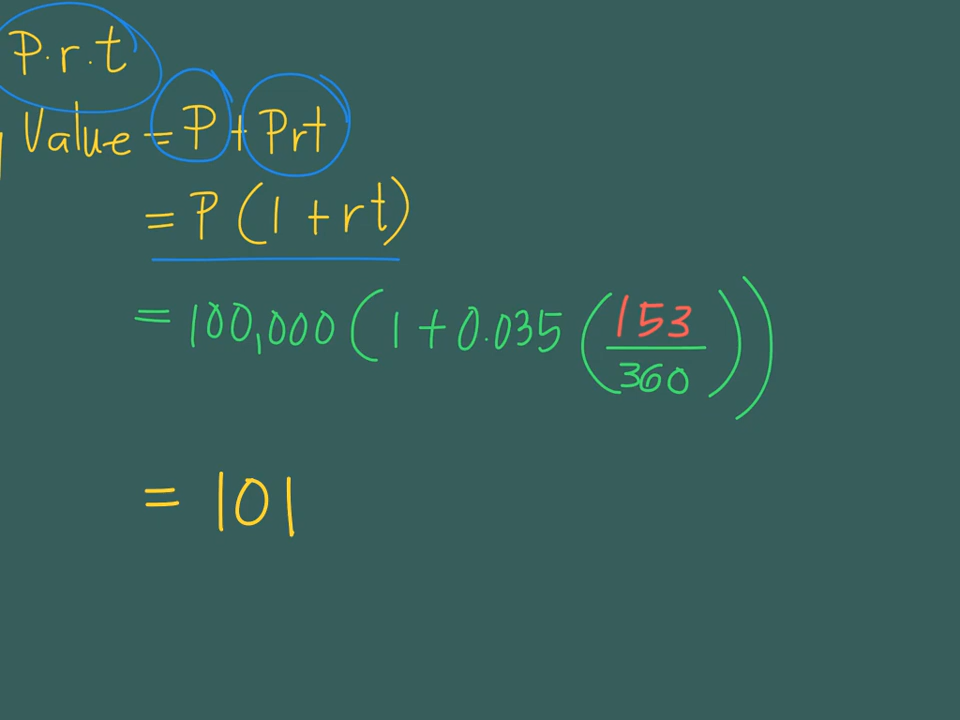 P.r.t
Value = P + Prt
= P (1 + rt)
= 100,000 (1 + 0.035 (153/360))
= 101